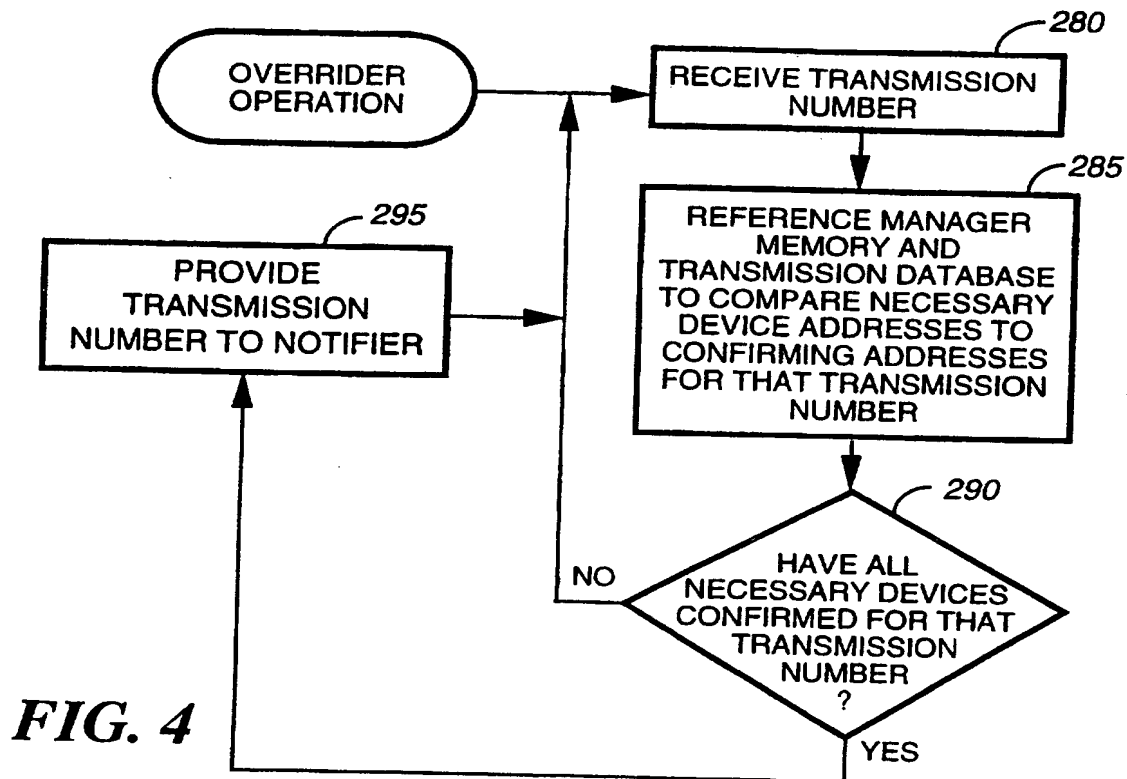 OVERRIDER
OPERATION
280
RECEIVE TRANSMISSION
NUMBER
285
REFERENCE MANAGER
MEMORY AND
TRANSMISSION DATABASE
TO COMPARE NECESSARY
DEVICE ADDRESSES TO
CONFIRMING ADDRESSES
FOR THAT TRANSMISSION
NUMBER
295
PROVIDE
TRANSMISSION
NUMBER TO NOTIFIER
290
HAVE ALL
NECESSARY DEVICES
CONFIRMED FOR THAT
TRANSMISSION
NUMBER
?
NO
YES
FIG. 4